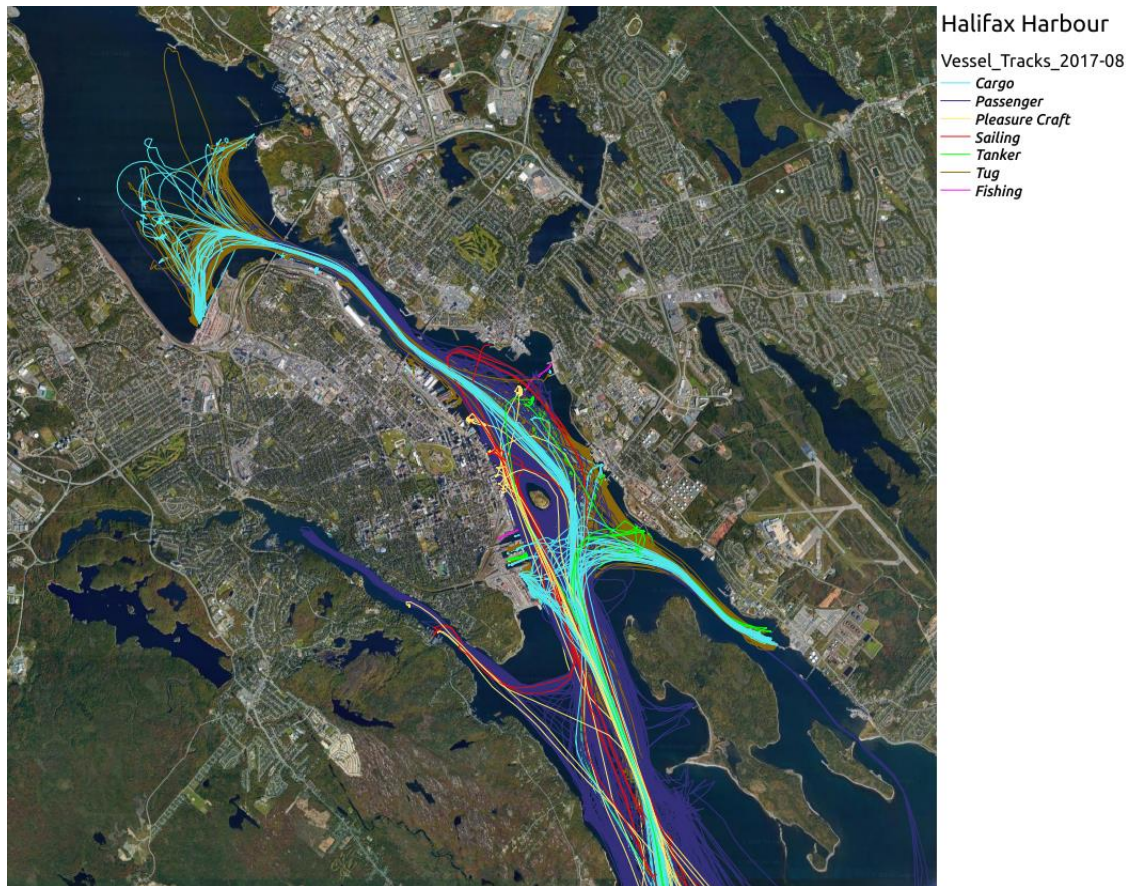 Halifax Harbour
Vessel_Tracks_2017-08
Cargo
Passenger
Pleasure Craft
Sailing
Tanker
Tug
Fishing